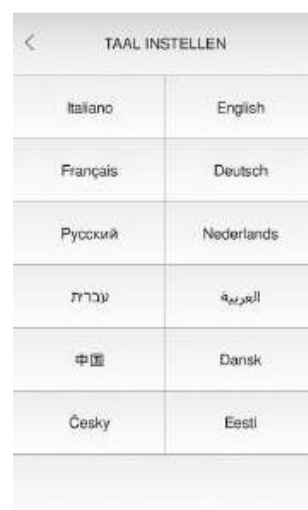 TAAL INSTELLEN
Italiano English
Français Deutsch
Русский Nederlands
עברית العربية
中国 Dansk
Česky Eesti